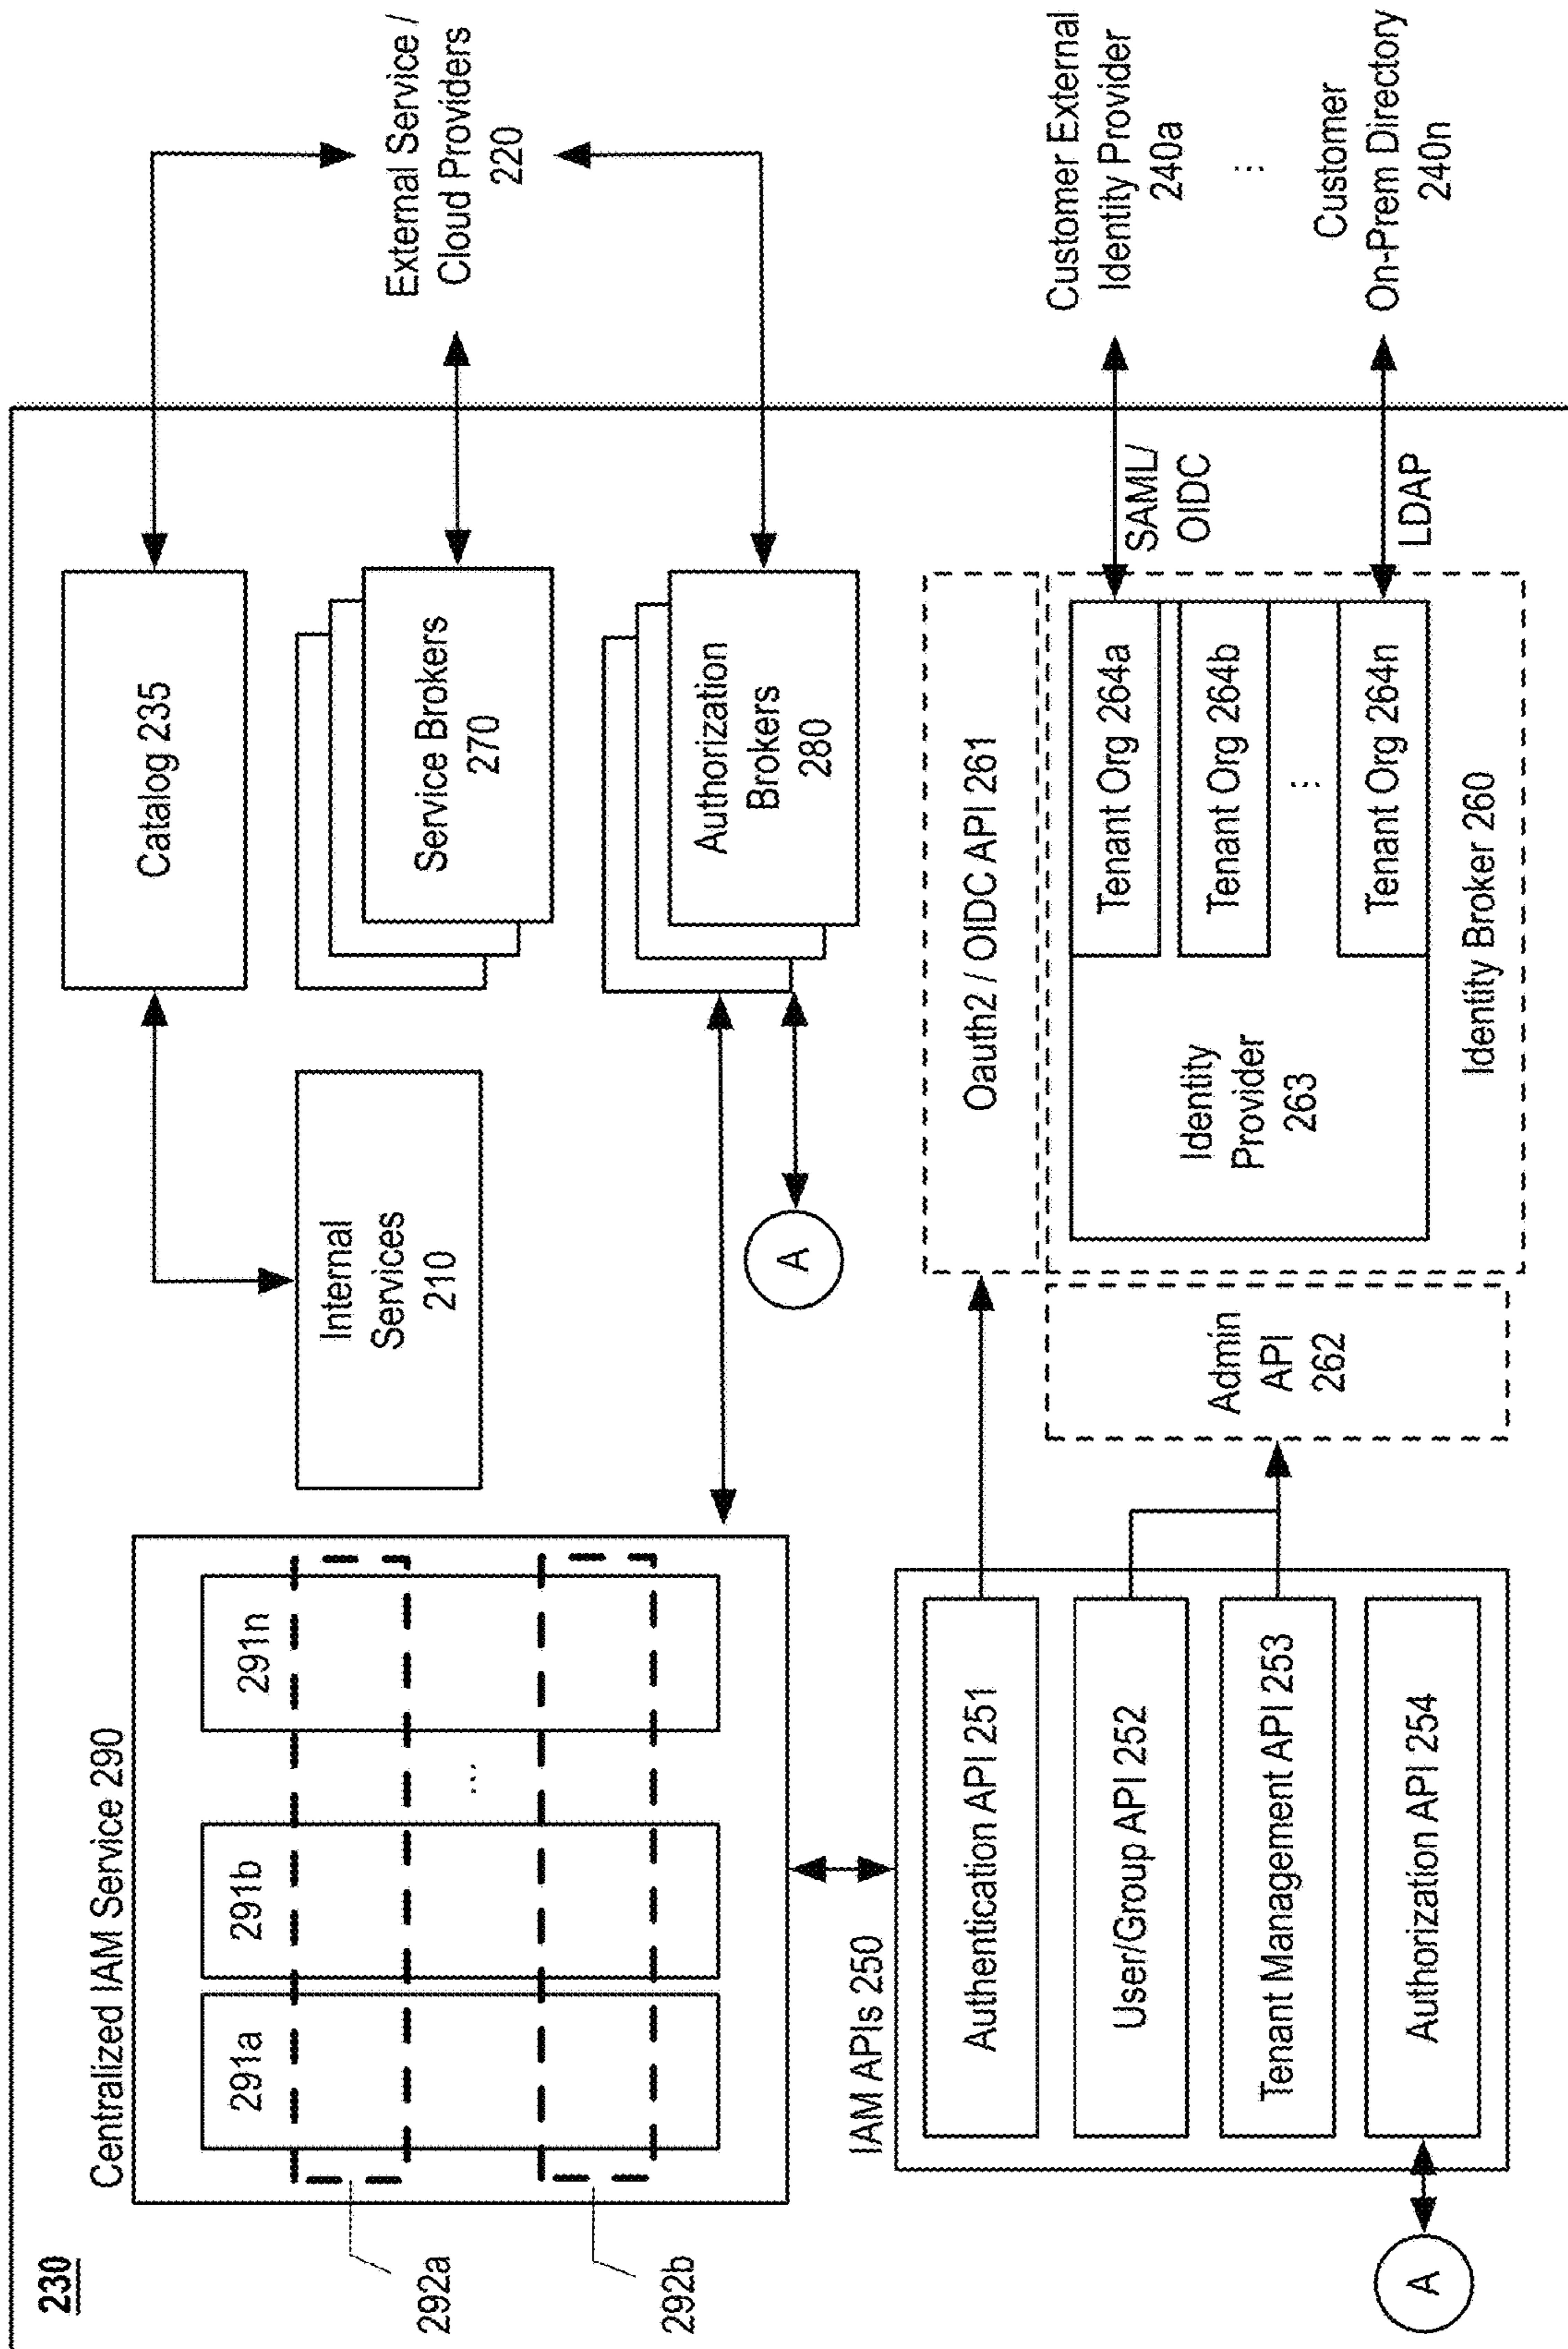 230
Centralized IAM Service 290
291a
291b
...
291n
292a
292b
Internal
Services
210
Catalog 235
Service Brokers
270
Authorization
Brokers
280
A
External Service /
Cloud Providers
220
IAM APIs 250
Authentication API 251
User/Group API 252
Tenant Management API 253
Authorization API 254
A
Oauth2 / OIDC API 261
Admin
API
262
Identity
Provider
263
Tenant Org 264a
Tenant Org 264b
...
Tenant Org 264n
Identity Broker 260
SAML/
OIDC
LDAP
Customer External
Identity Provider
240a
...
Customer
On-Prem Directory
240n